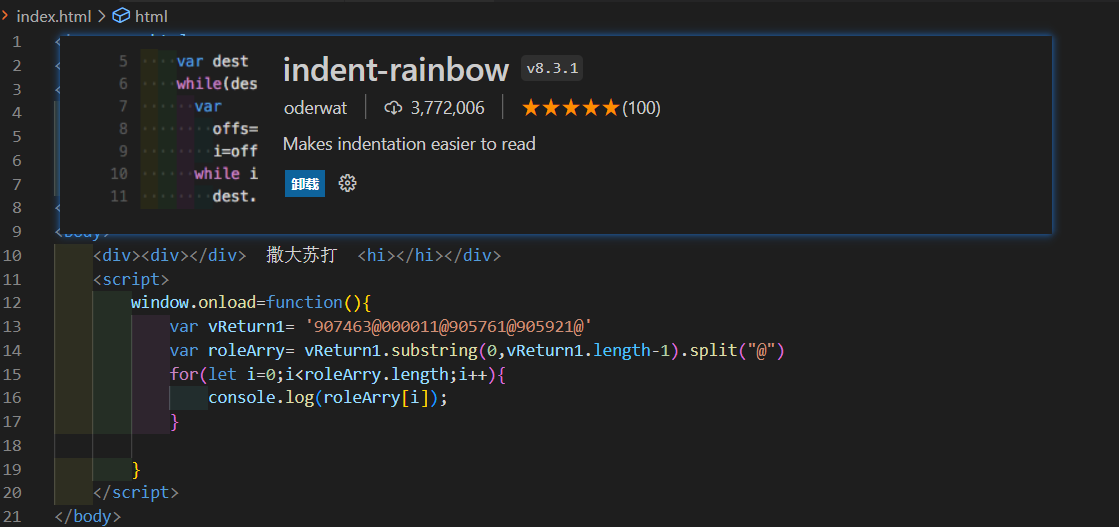 index.html > html
5 var dest
6 while(des
7 var
8 offs=
9 i=off
10 while i
11 dest.
indent-rainbow v8.3.1
oderwat 3,772,006 (100)
Makes indentation easier to read
卸载
1
2
3
4
5
6
7
8
9 <body>
10 <div><div></div> 撒大苏打 <hi></hi></div>
11 <script>
12 window.onload=function(){
13 var vReturn1= '907463@000011@905761@905921@'
14 var roleArry= vReturn1.substring(0,vReturn1.length-1).split("@")
15 for(let i=0;i<roleArry.length;i++){
16 console.log(roleArry[i]);
17 }
18
19 }
20 </script>
21 </body>